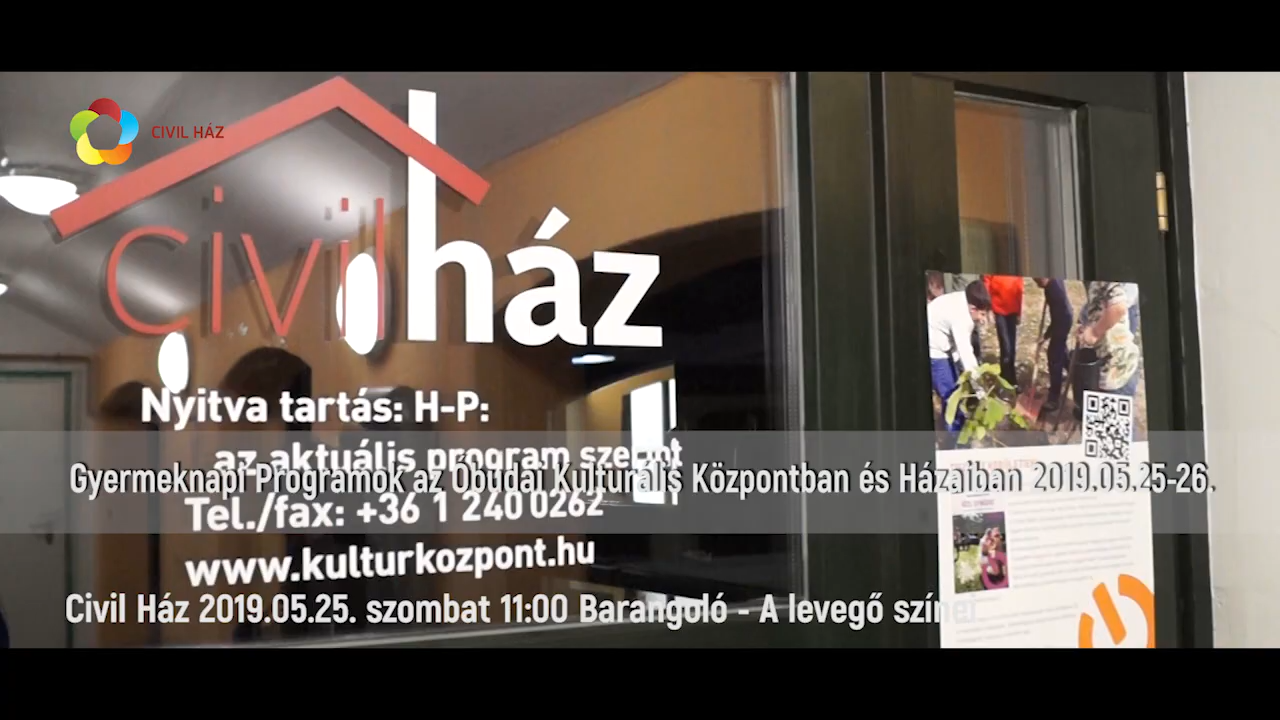 CIVIL HÁZ
civil ház
Nyitva tartás: H-P:
az aktuális program szerint
Gyermeknapi Programok az Óbudai Kulturális Központban és Házaiban 2019.05.25-26.
Tel./fax: +36 1 240 0262
www.kulturkozpont.hu
Civil Ház 2019.05.25. szombat 11:00 Barangoló - A levegő színei